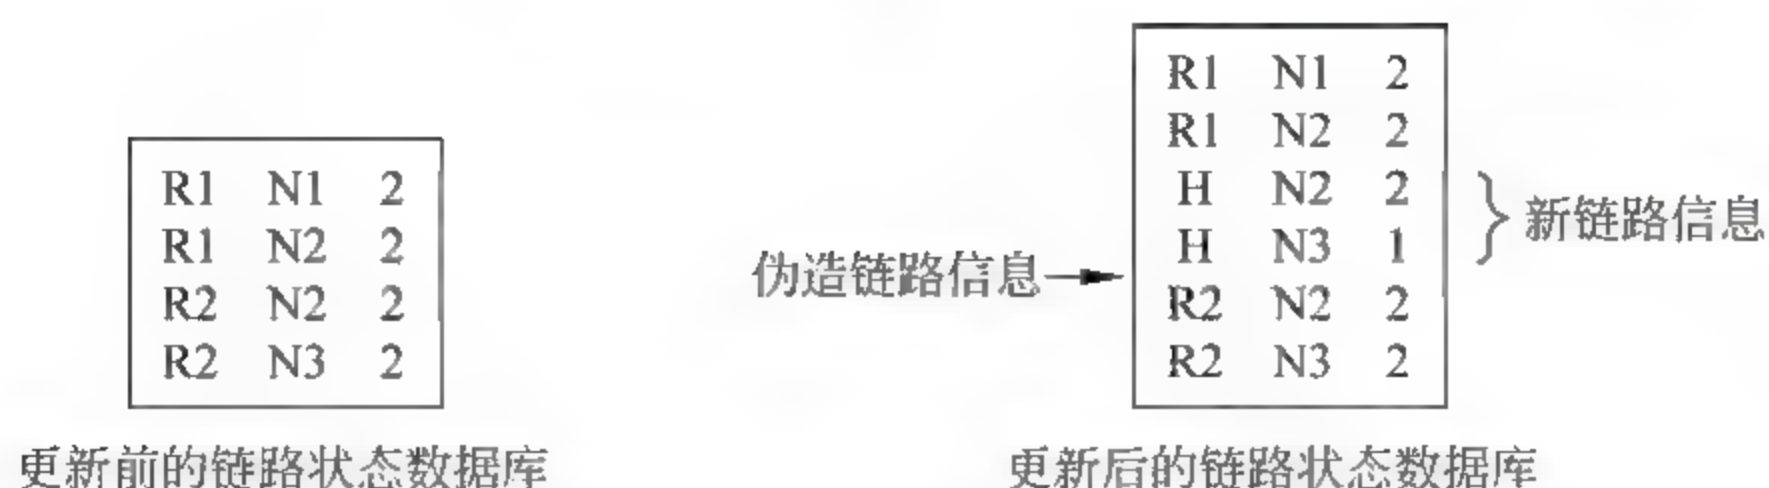 R1 N1 2
R1 N2 2
R2 N2 2
R2 N3 2
更新前的链路状态数据库
伪造链路信息
R1 N1 2
R1 N2 2
H N2 2
H N3 1
R2 N2 2
R2 N3 2
新链路信息
更新后的链路状态数据库